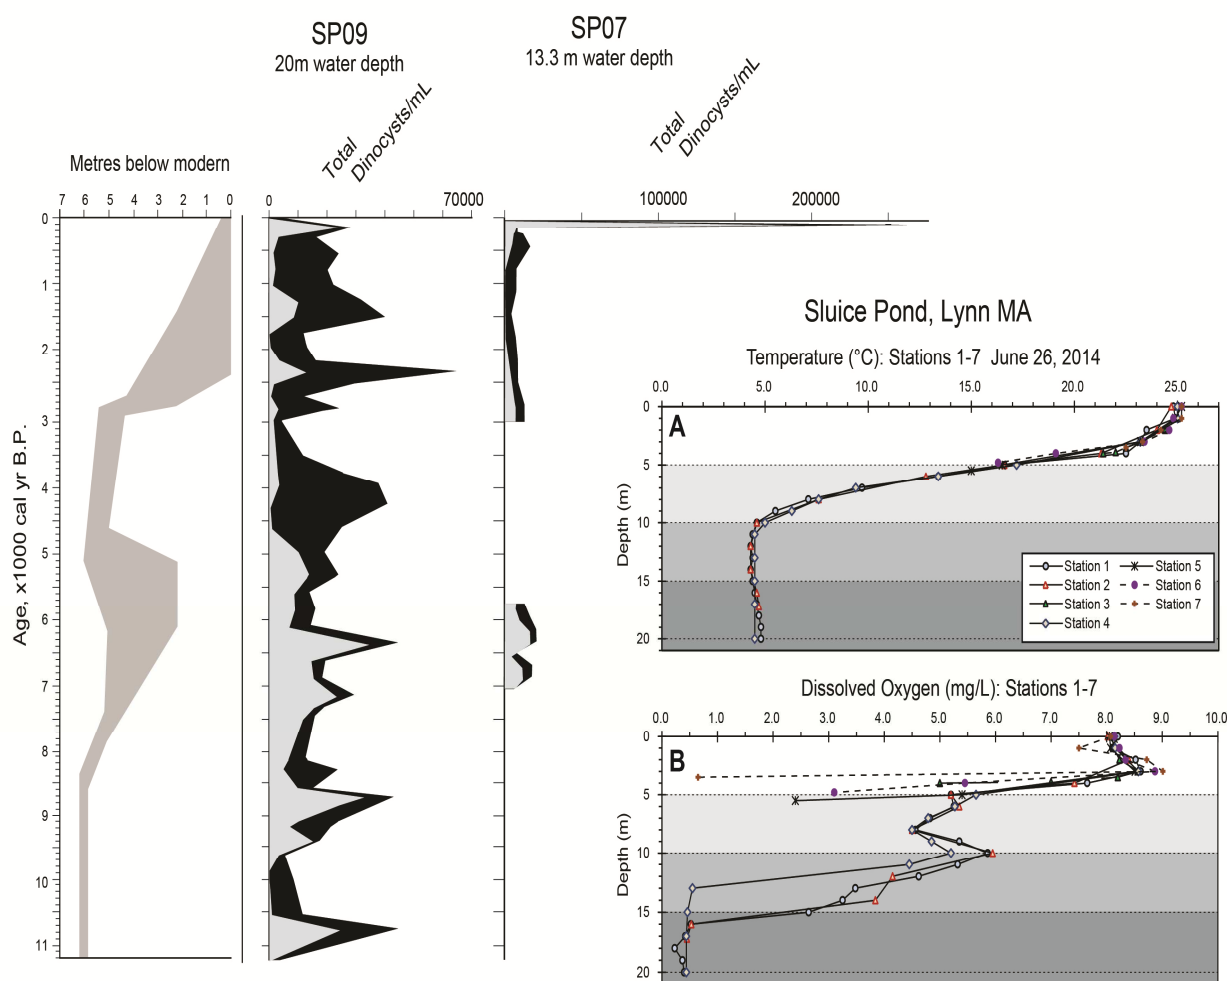 SP09
20m water depth
SP07
13.3 m water depth
Total
Dinocysts/mL
Total
Dinocysts/mL
Metres below modern
7 6 5 4 3 2 1 0
0 70000
100000 200000
Age, x1000 cal yr B.P.
0
1
2
3
4
5
6
7
8
9
10
11
Sluice Pond, Lynn MA
Temperature (°C): Stations 1-7 June 26, 2014
0.0 5.0 10.0 15.0 20.0 25.0
A
Depth (m)
0
5
10
15
20
Station 1 Station 5
Station 2 Station 6
Station 3 Station 7
Station 4
Dissolved Oxygen (mg/L): Stations 1-7
0.0 1.0 2.0 3.0 4.0 5.0 6.0 7.0 8.0 9.0 10.0
B
Depth (m)
0
5
10
15
20